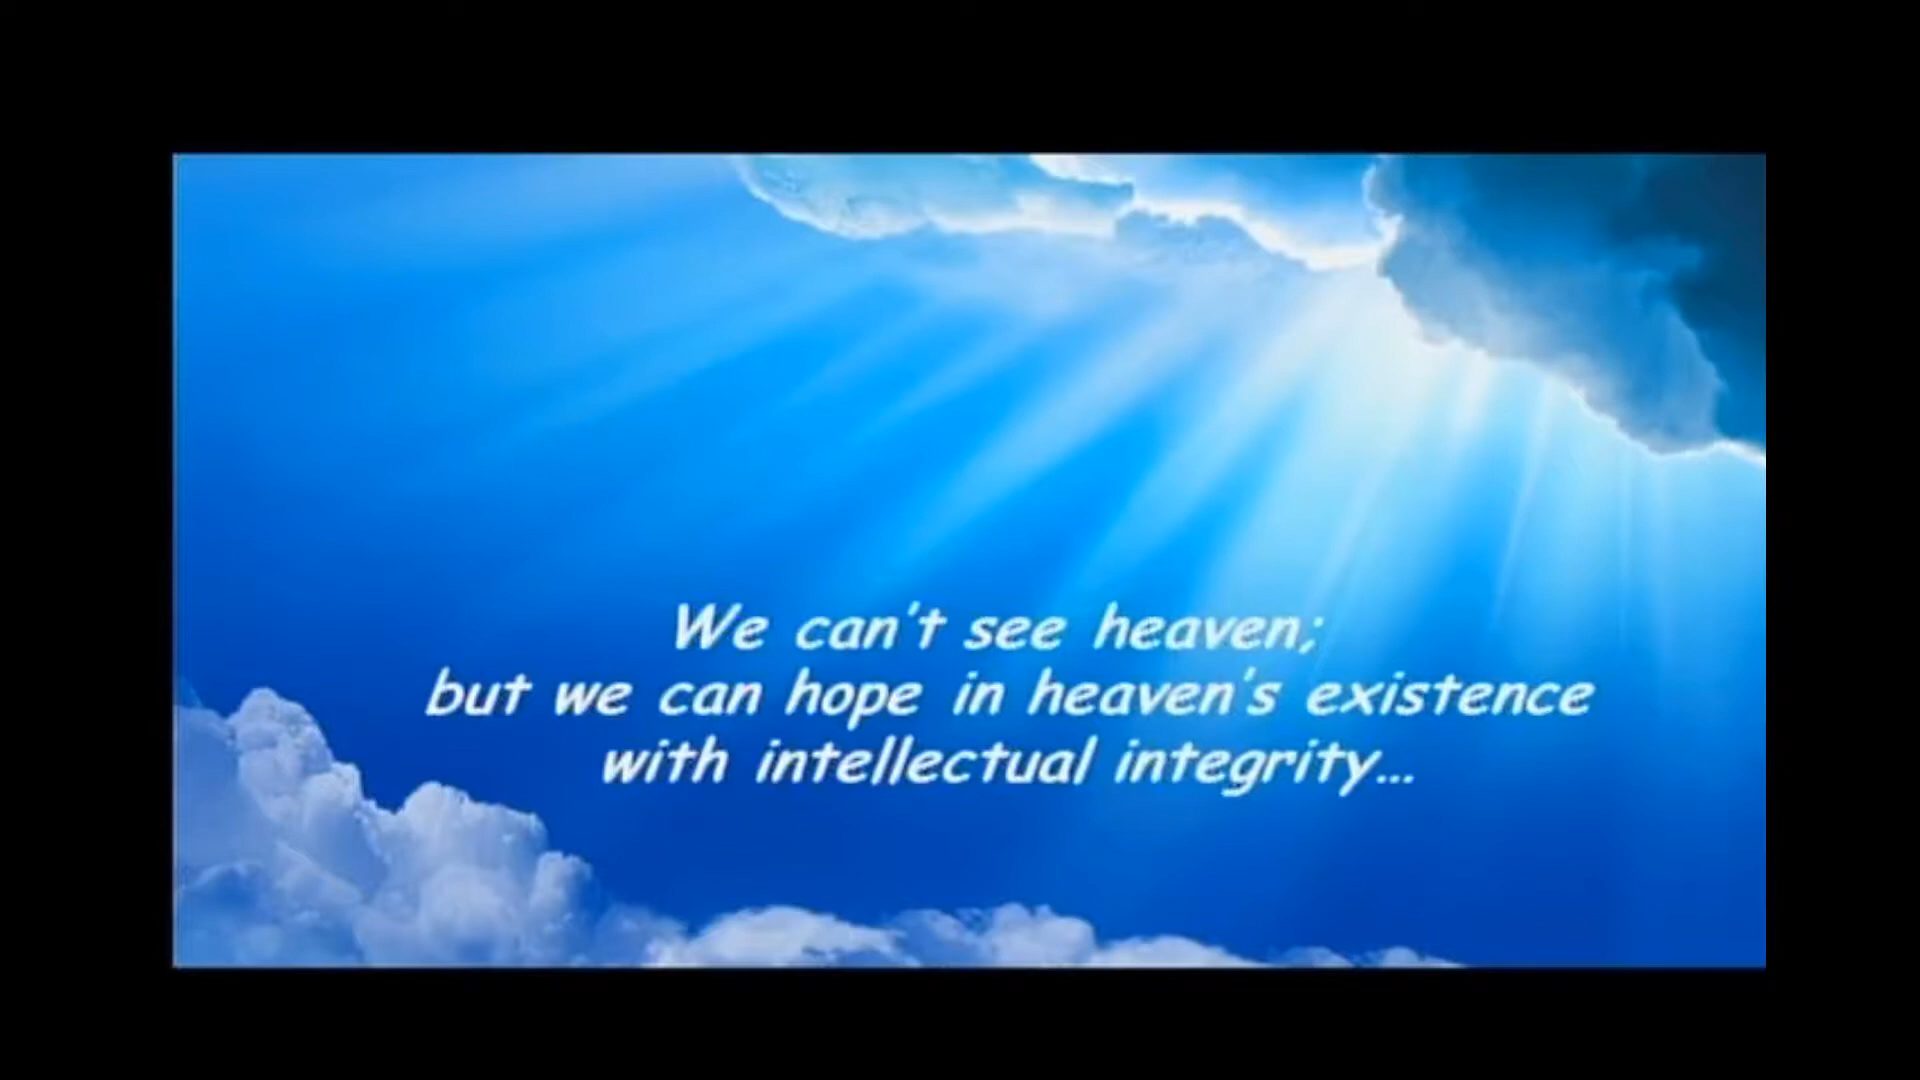 We can't see heaven;
but we can hope in heaven's existence
with intellectual integrity...